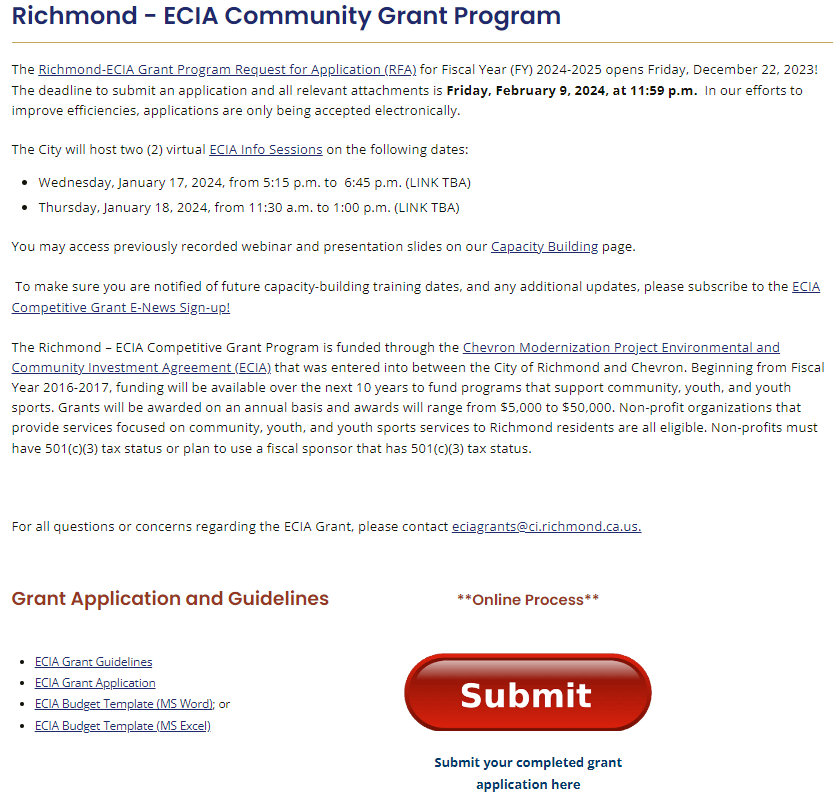 Richmond - ECIA Community Grant Program
The Richmond-ECIA Grant Program Request for Application (RFA) for Fiscal Year (FY) 2024-2025 opens Friday, December 22, 2023!
The deadline to submit an application and all relevant attachments is Friday, February 9, 2024, at 11:59 p.m.  In our efforts to
improve efficiencies, applications are only being accepted electronically.
The City will host two (2) virtual ECIA Info Sessions on the following dates:
• Wednesday, January 17, 2024, from 5:15 p.m. to  6:45 p.m. (LINK TBA)
• Thursday, January 18, 2024, from 11:30 a.m. to 1:00 p.m. (LINK TBA)
You may access previously recorded webinar and presentation slides on our Capacity Building page.
To make sure you are notified of future capacity-building training dates, and any additional updates, please subscribe to the ECIA
Competitive Grant E-News Sign-up!
The Richmond – ECIA Competitive Grant Program is funded through the Chevron Modernization Project Environmental and
Community Investment Agreement (ECIA) that was entered into between the City of Richmond and Chevron. Beginning from Fiscal
Year 2016-2017, funding will be available over the next 10 years to fund programs that support community, youth, and youth
sports. Grants will be awarded on an annual basis and awards will range from $5,000 to $50,000. Non-profit organizations that
provide services focused on community, youth, and youth sports services to Richmond residents are all eligible. Non-profits must
have 501(c)(3) tax status or plan to use a fiscal sponsor that has 501(c)(3) tax status.
For all questions or concerns regarding the ECIA Grant, please contact eciagrants@ci.richmond.ca.us.
Grant Application and Guidelines
• ECIA Grant Guidelines
• ECIA Grant Application
• ECIA Budget Template (MS Word); or
• ECIA Budget Template (MS Excel)
**Online Process**
Submit
Submit your completed grant
application here